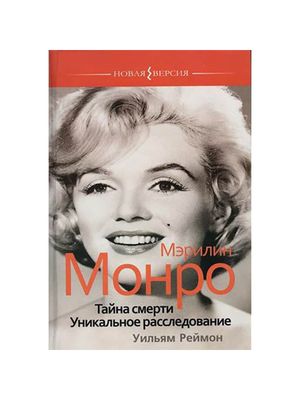 НОВАЯ ВЕРСИЯ
Мэрилин
Монро
Тайна смерти
Уникальное расследование
Уильям Реймон